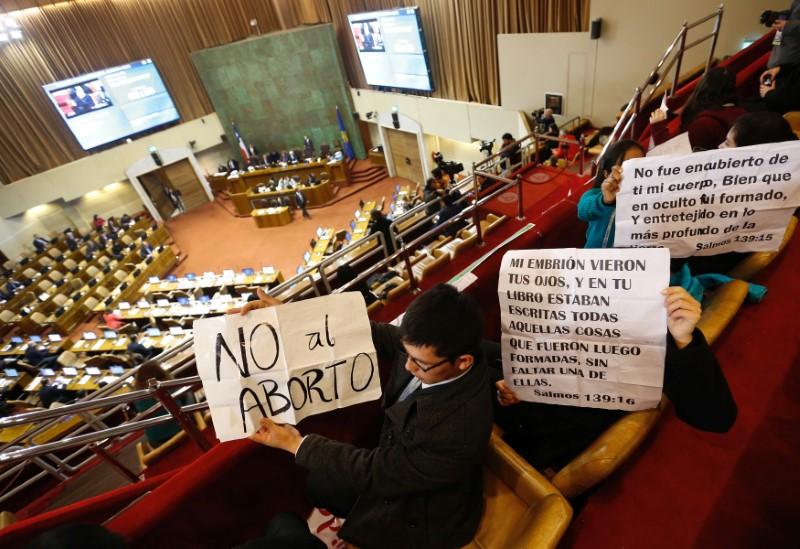 NO al
ABORTO
MI EMBRIÓN VIERON
TUS OJOS, Y EN TU
LIBRO ESTABAN
ESCRITAS TODAS
AQUELLAS COSAS
QUE FUERON LUEGO
FORMADAS, SIN
FALTAR UNA DE
ELLAS.
Salmos 139:16
No fue encubierto de
ti mi cuerpo, Bien que
en oculto fui formado,
Y entretejido en lo
más profundo de la
Salmos 139:15